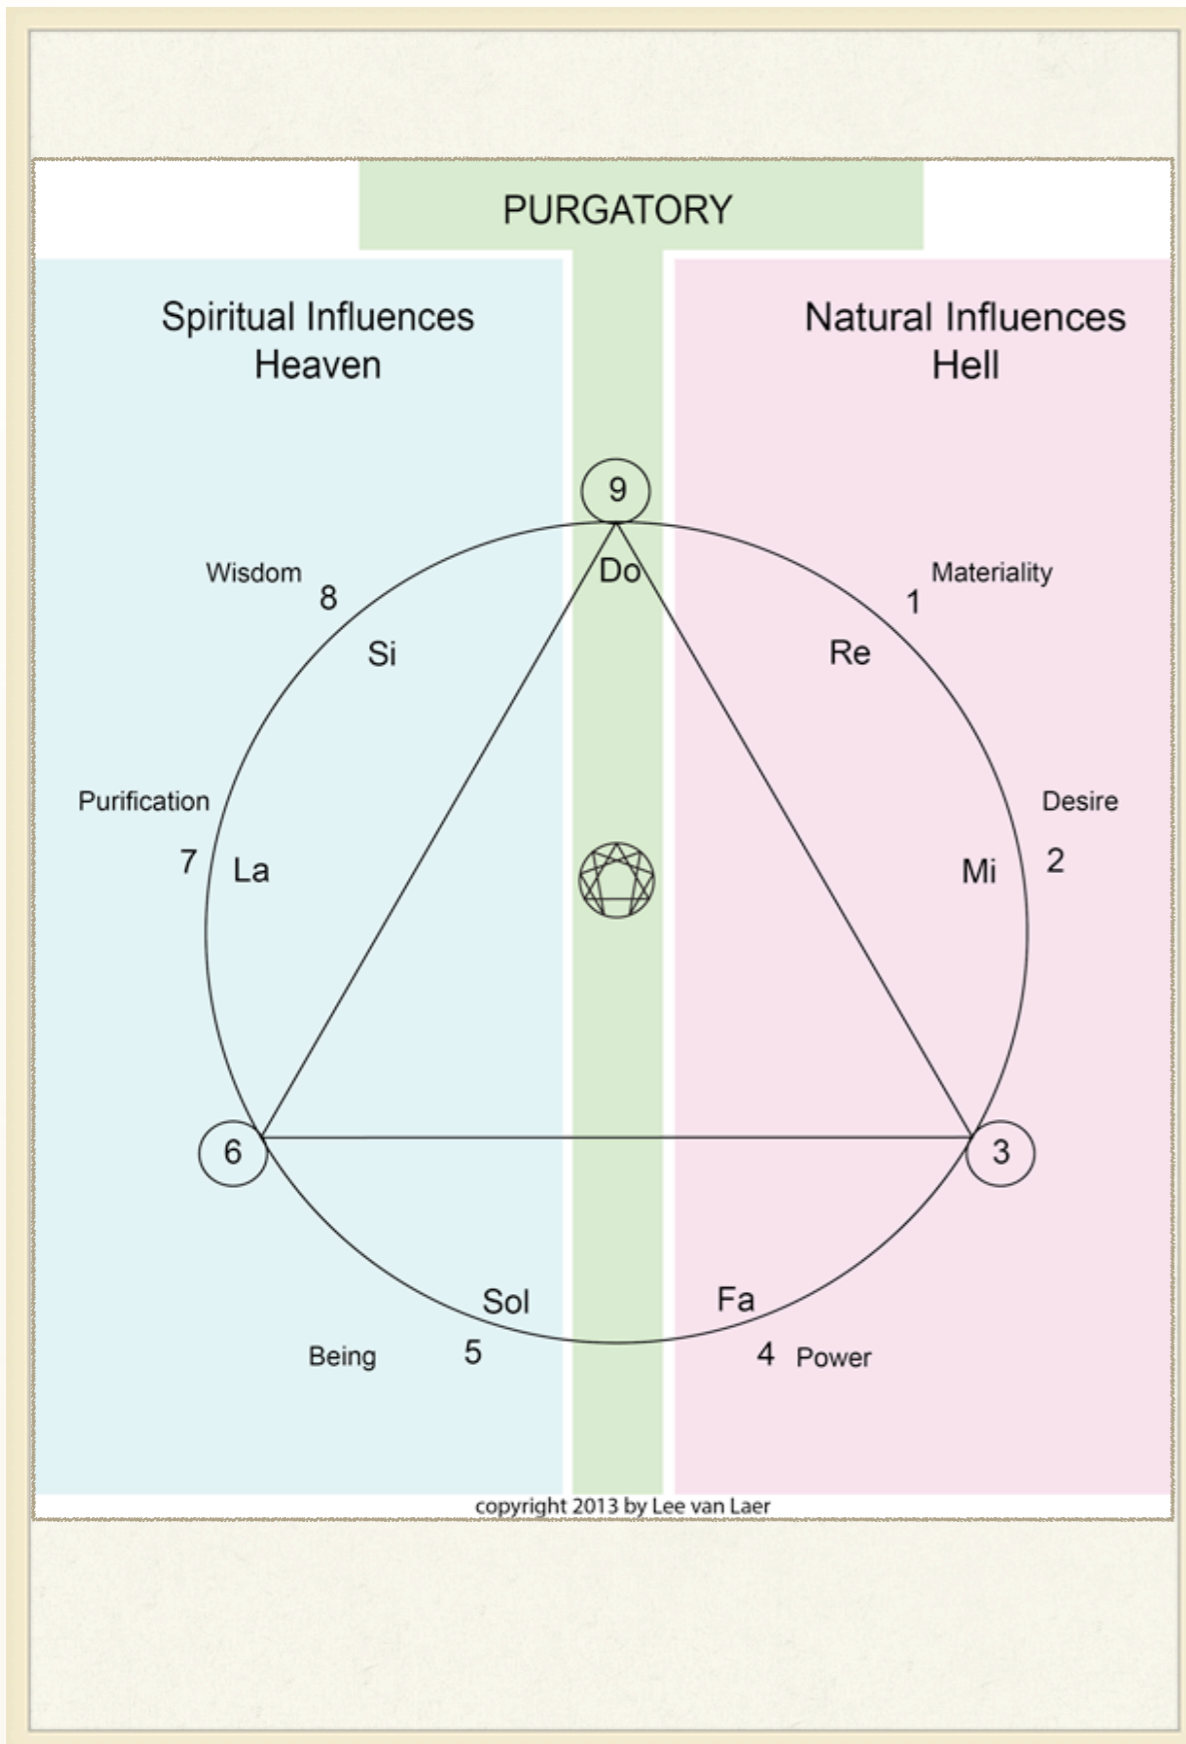 PURGATORY
Spiritual Influences
Heaven
Natural Influences
Hell
9
Do
Wisdom
8
Si
Materiality
1
Re
Purification
7
La
Desire
2
Mi
6
3
Sol
Being
5
Fa
4
Power
copyright 2013 by Lee van Laer